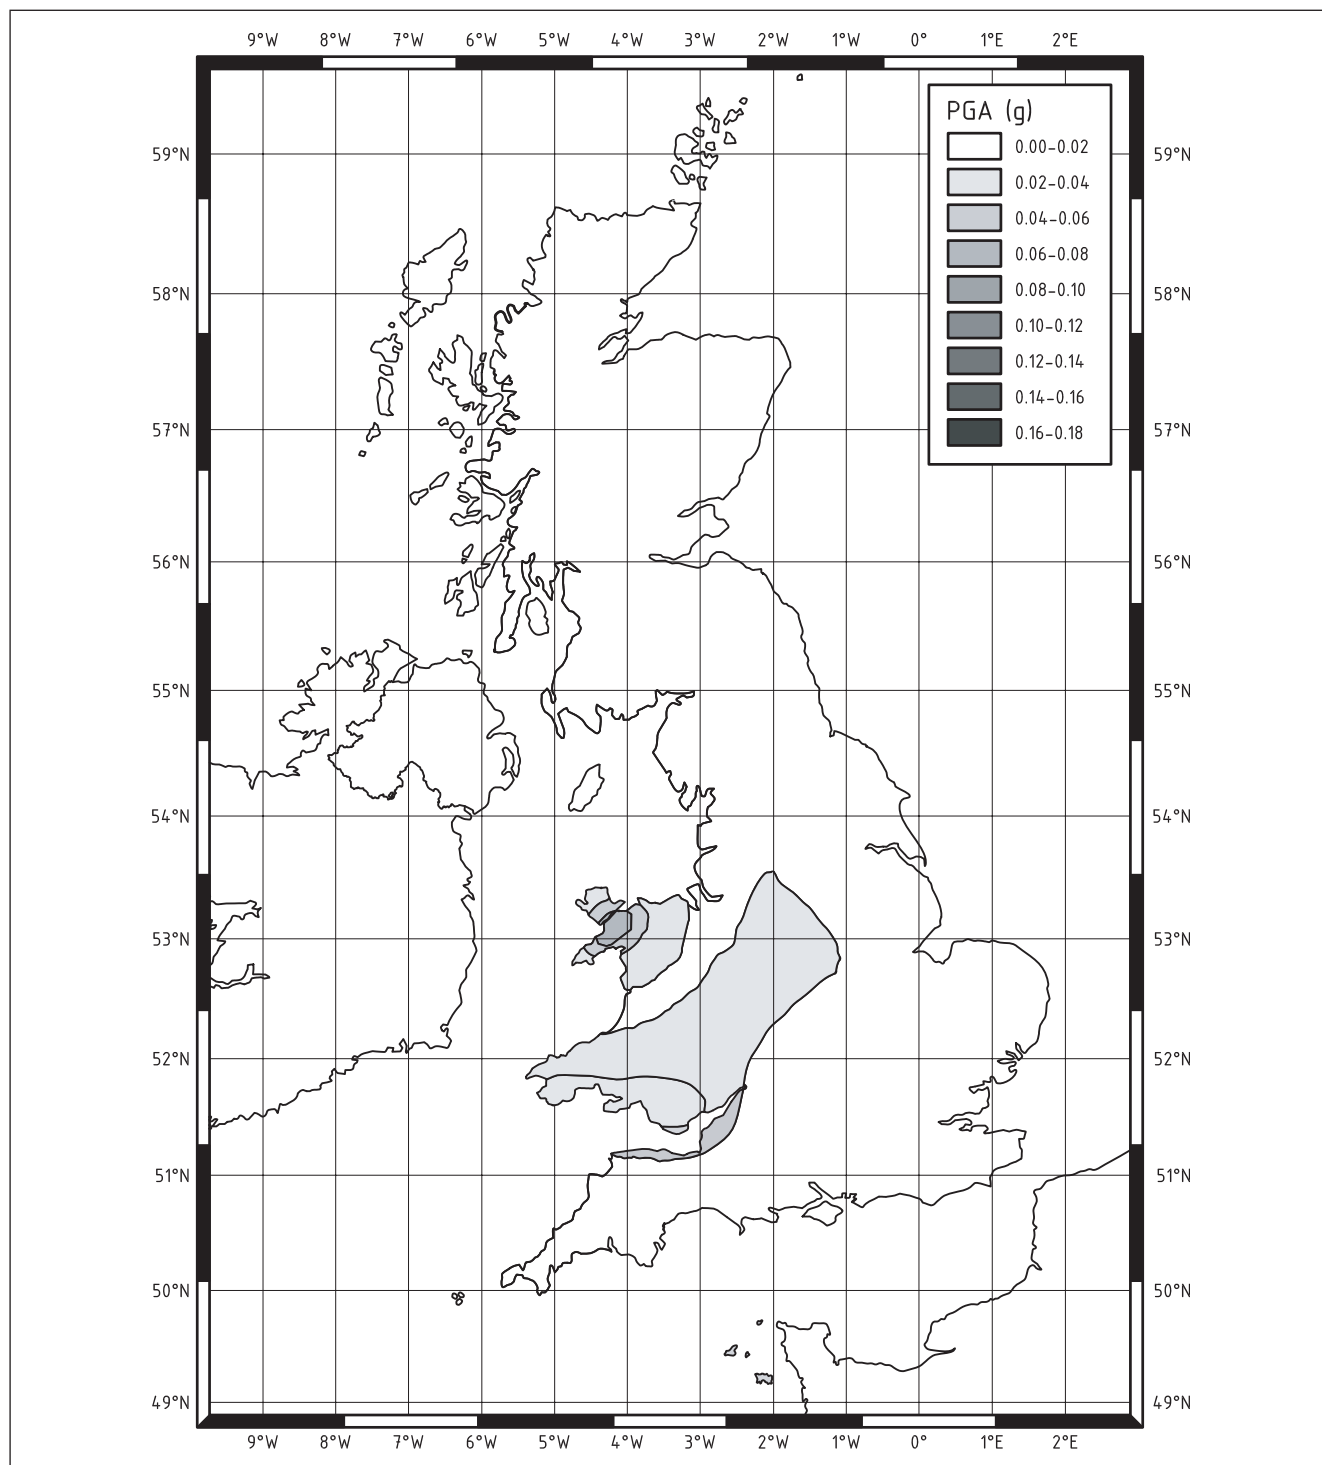 9°W 8°W 7°W 6°W 5°W 4°W 3°W 2°W 1°W 0° 1°E 2°E
PGA (g)
0.00–0.02
0.02–0.04
0.04–0.06
0.06–0.08
0.08–0.10
0.10–0.12
0.12–0.14
0.14–0.16
0.16–0.18
59°N 59°N
58°N 58°N
57°N 57°N
56°N 56°N
55°N 55°N
54°N 54°N
53°N 53°N
52°N 52°N
51°N 51°N
50°N 50°N
49°N 49°N
9°W 8°W 7°W 6°W 5°W 4°W 3°W 2°W 1°W 0° 1°E 2°E